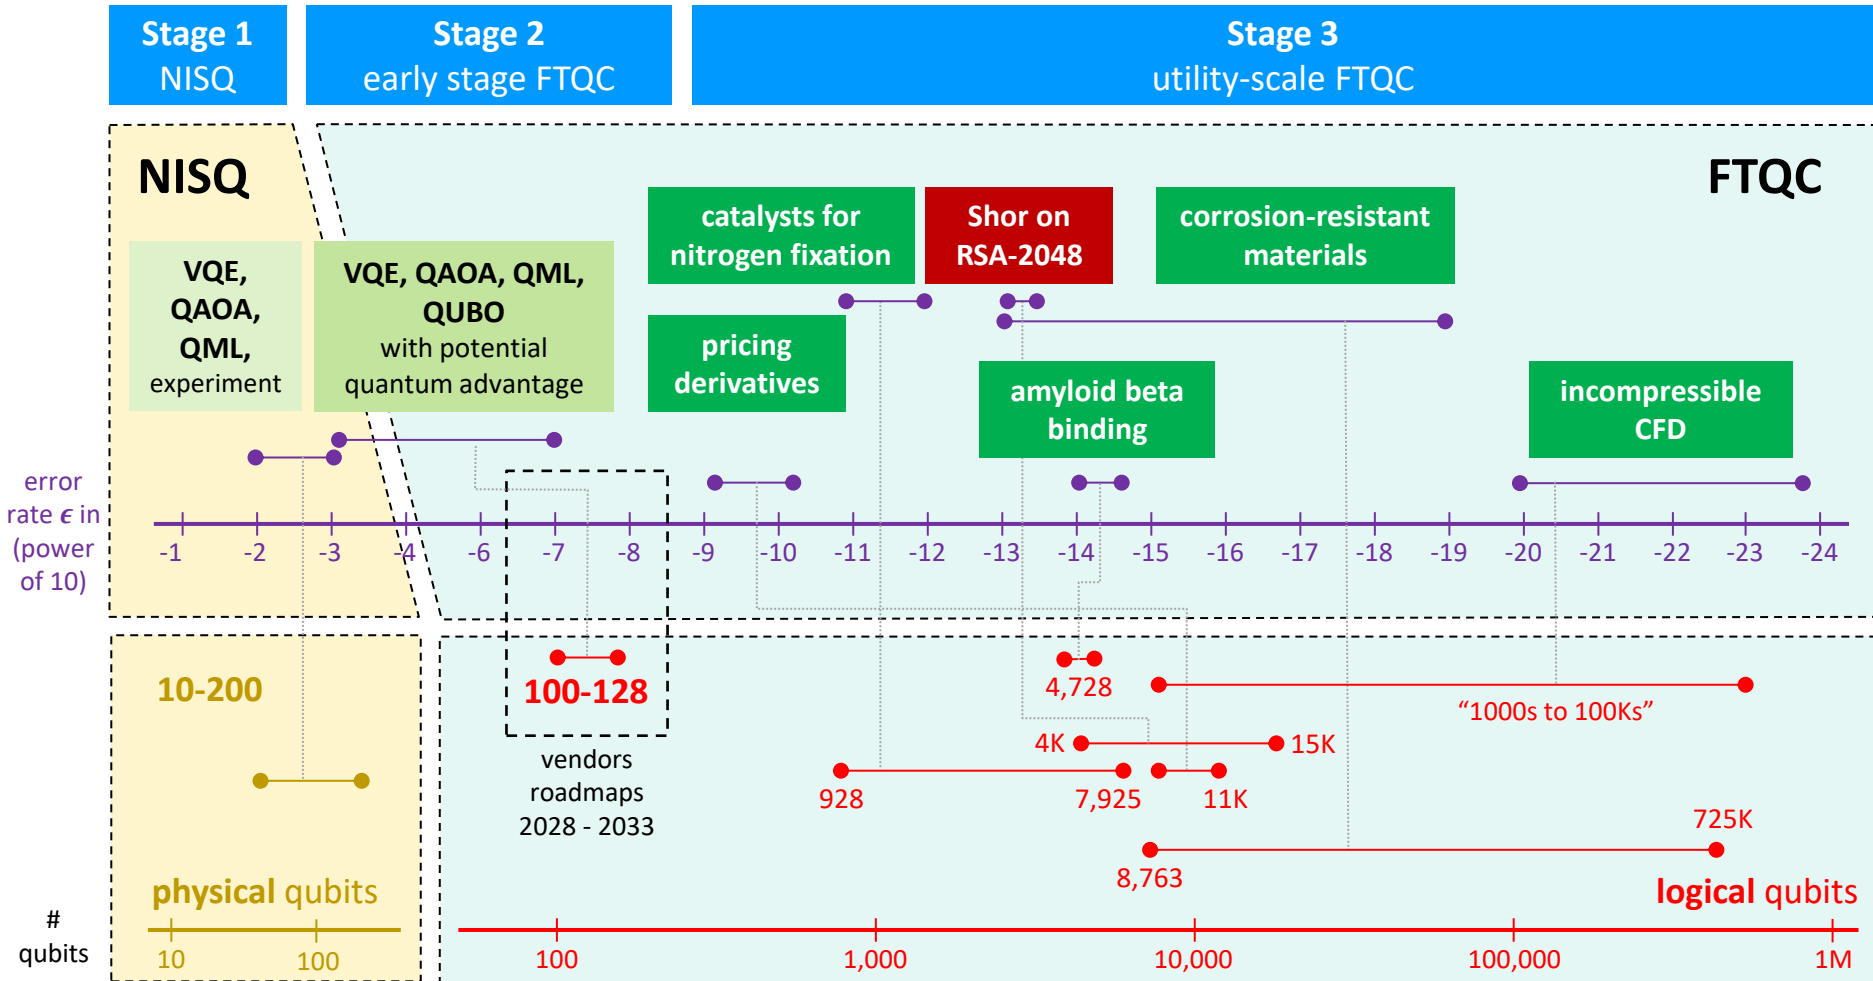 Stage 1
NISQ
Stage 2
early stage FTQC
Stage 3
utility-scale FTQC
NISQ
FTQC
catalysts for
nitrogen fixation
Shor on
RSA-2048
corrosion-resistant
materials
VQE,
QAOA,
QML,
experiment
VQE, QAOA, QML,
QUBO
with potential
quantum advantage
pricing
derivatives
amyloid beta
binding
incompressible
CFD
error
rate ϵ in
(power
of 10)
-1
-2
-3
-4
-6
-7
-8
-9
-10
-11
-12
-13
-14
-15
-16
-17
-18
-19
-20
-21
-22
-23
-24
10-200
100-128
4,728
"1000s to 100Ks"
vendors
roadmaps
2028 - 2033
4K
15K
928
7,925
11K
725K
8,763
physical qubits
logical qubits
#
qubits
10
100
100
1,000
10,000
100,000
1M